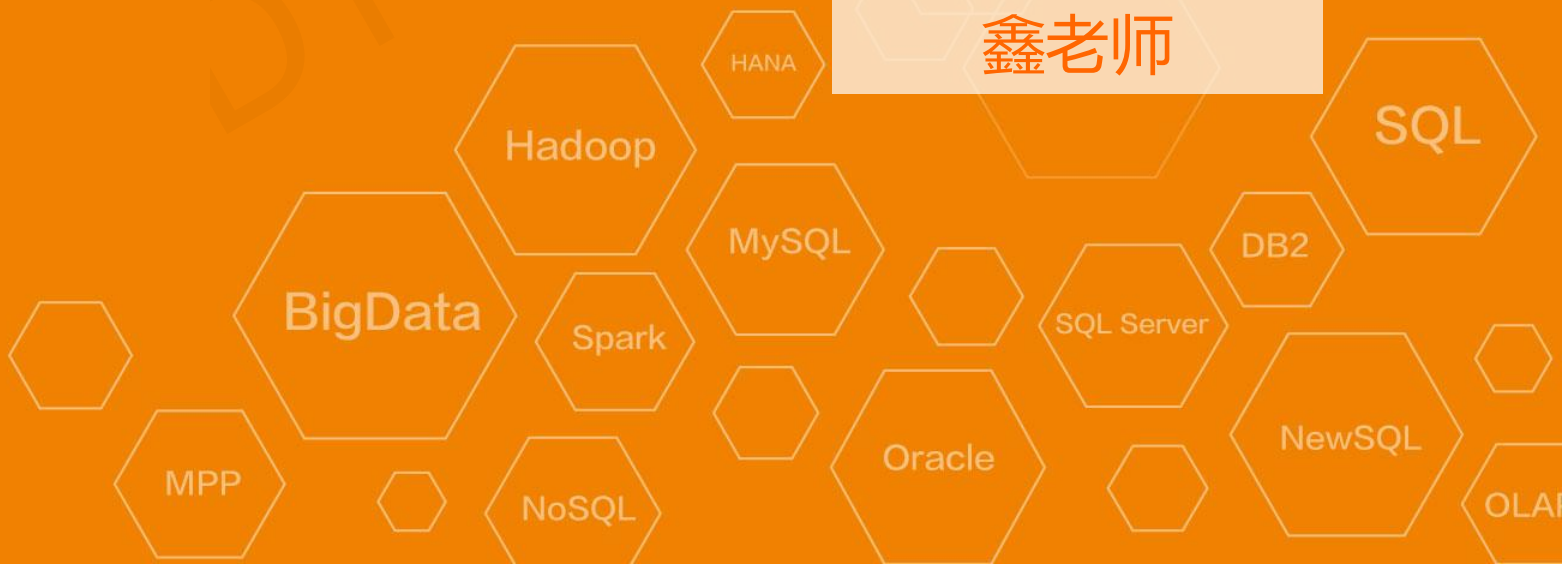 鑫老师
HANA
SQL
Hadoop
MySQL
DB2
BigData
SQL Server
Spark
NewSQL
Oracle
MPP
NoSQL